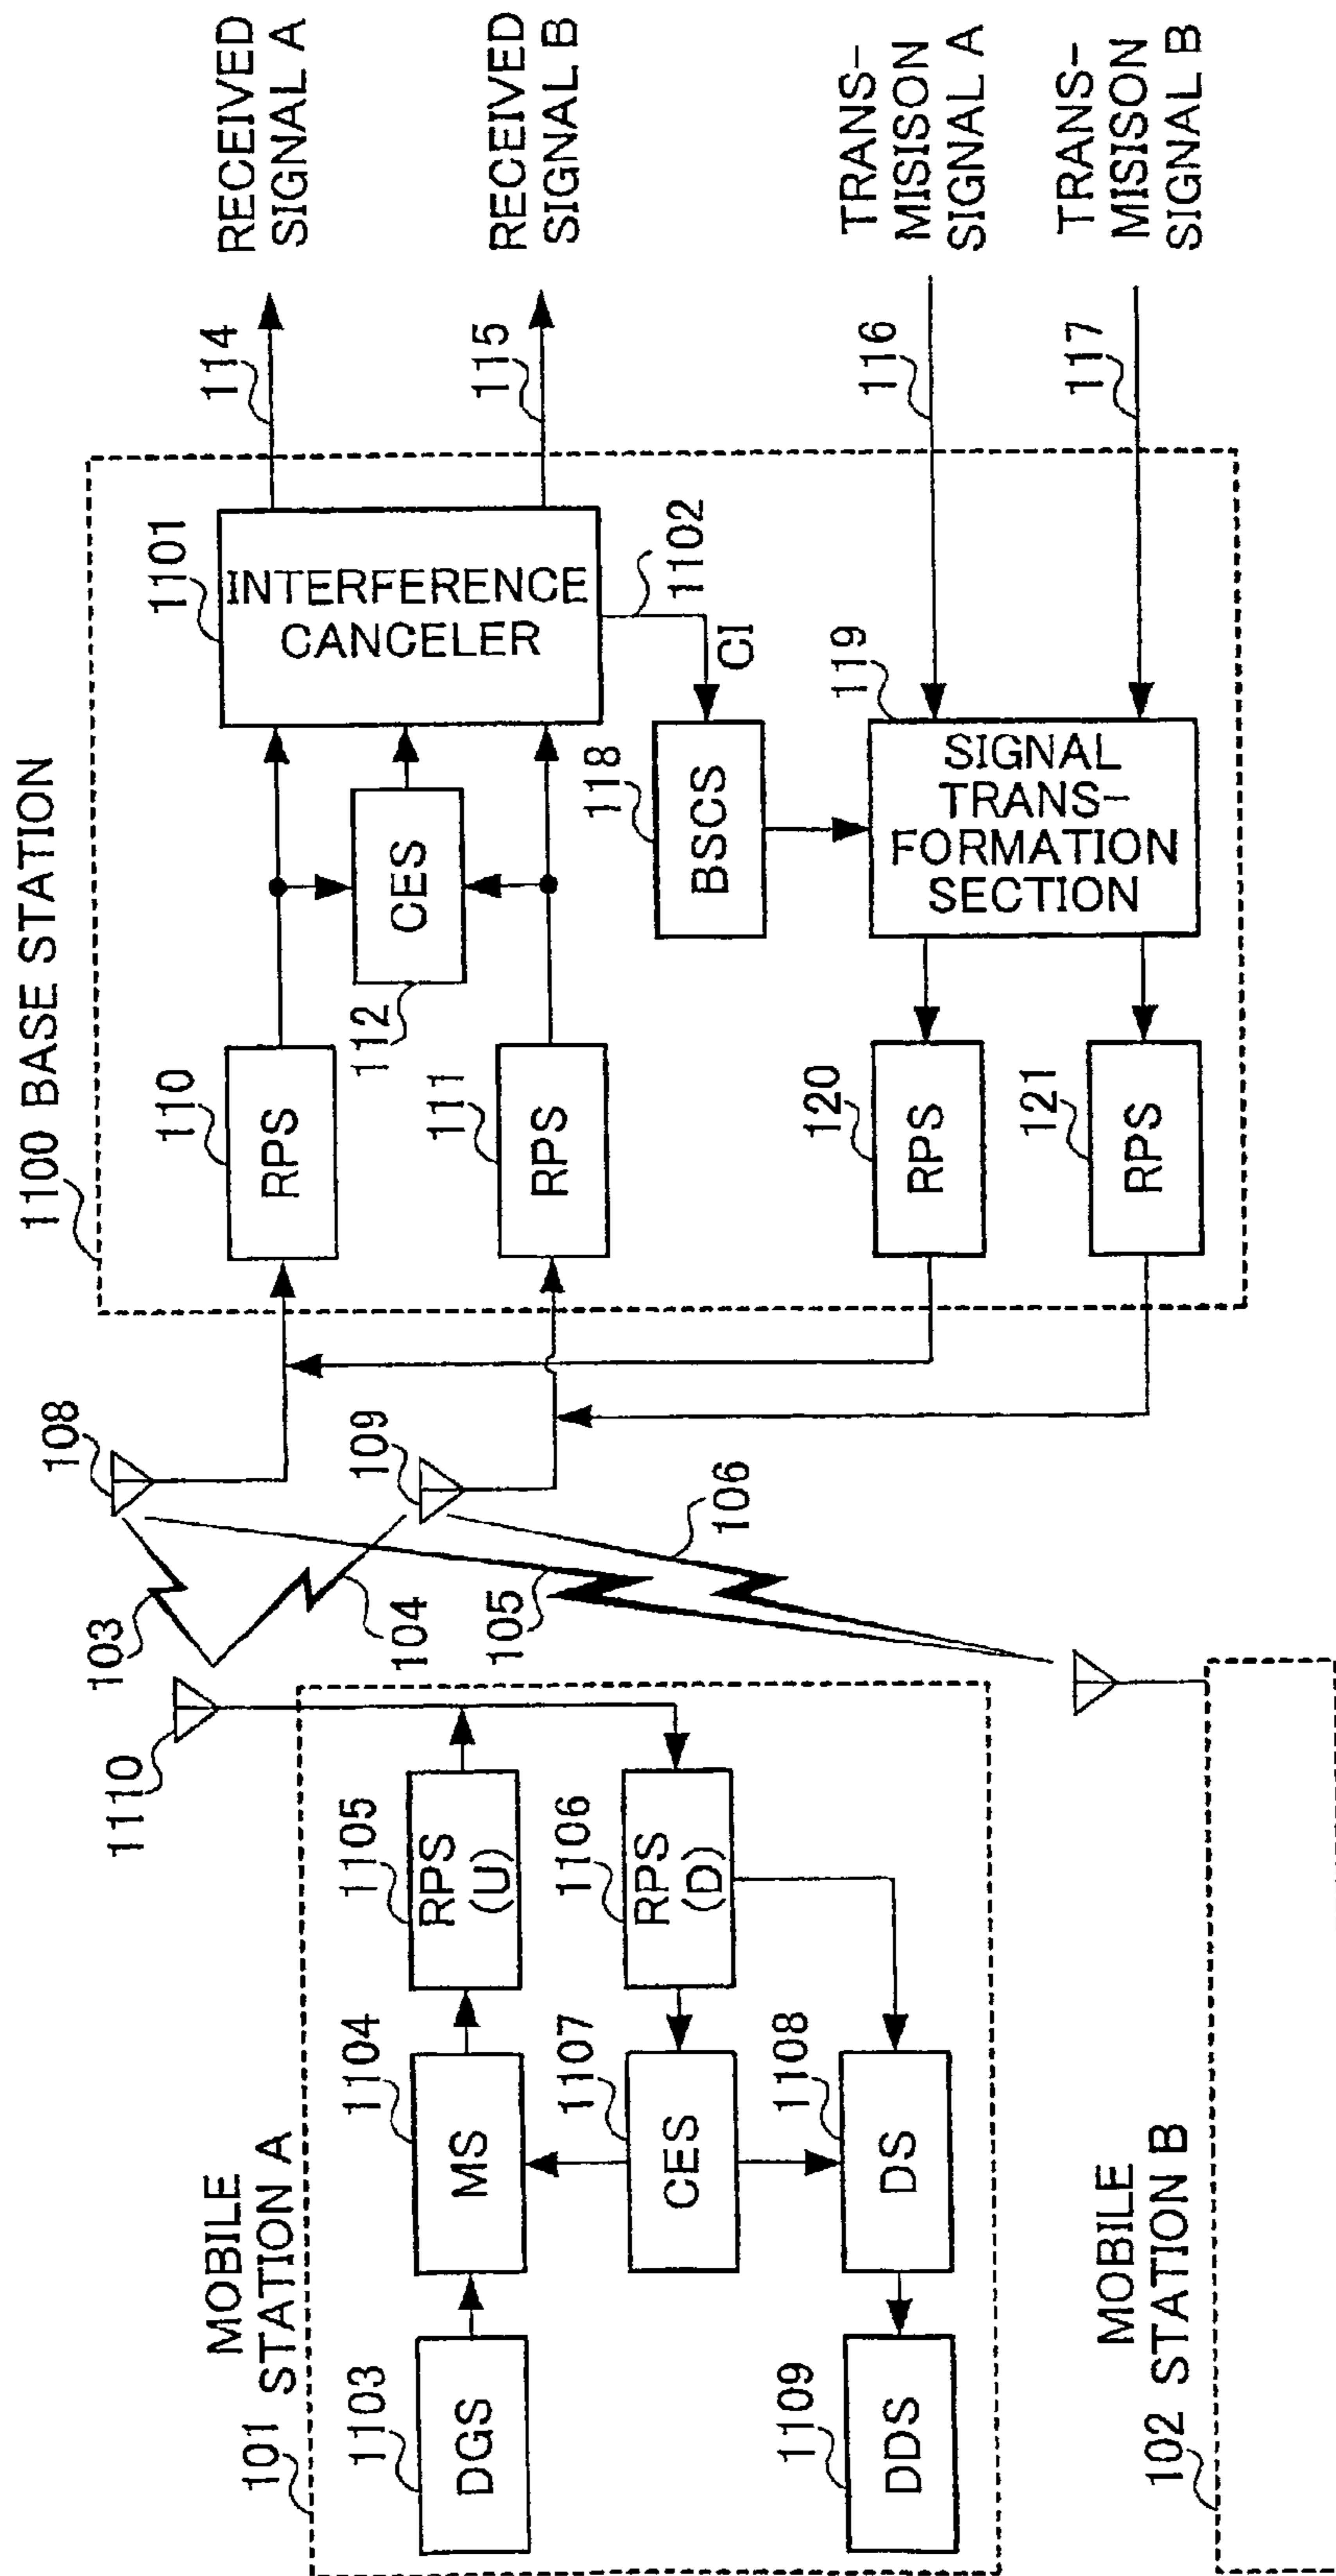 1100 BASE STATION
RECEIVED
SIGNAL A
114
RECEIVED
SIGNAL B
115
TRANS-
MISISON
SIGNAL A
116
TRANS-
MISISON
SIGNAL B
117
1101
INTERFERENCE
CANCELER
1102
CI
110
RPS
CES
112
111
RPS
118
BSCS
119
SIGNAL
TRANS-
FORMATION
SECTION
120
RPS
121
RPS
108
109
103
104
105
106
1110
MOBILE
101 STATION A
1103
DGS
1104
MS
1105
RPS
(U)
1106
RPS
(D)
1107
CES
1108
DS
1109
DDS
MOBILE
102 STATION B